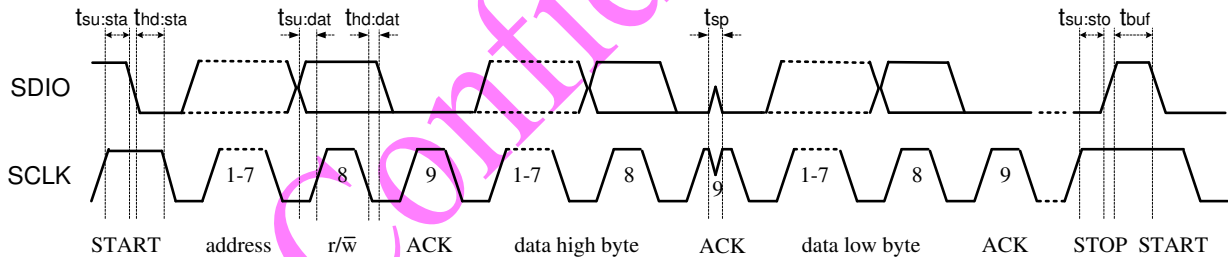 tsu:sta thd:sta tsu:dat thd:dat tsp tsu:sto tbuf
SDIO
SCLK 1-7 8 9 1-7 8 9 1-7 8 9
START address r/w̅ ACK data high byte ACK data low byte ACK STOP START
Confi